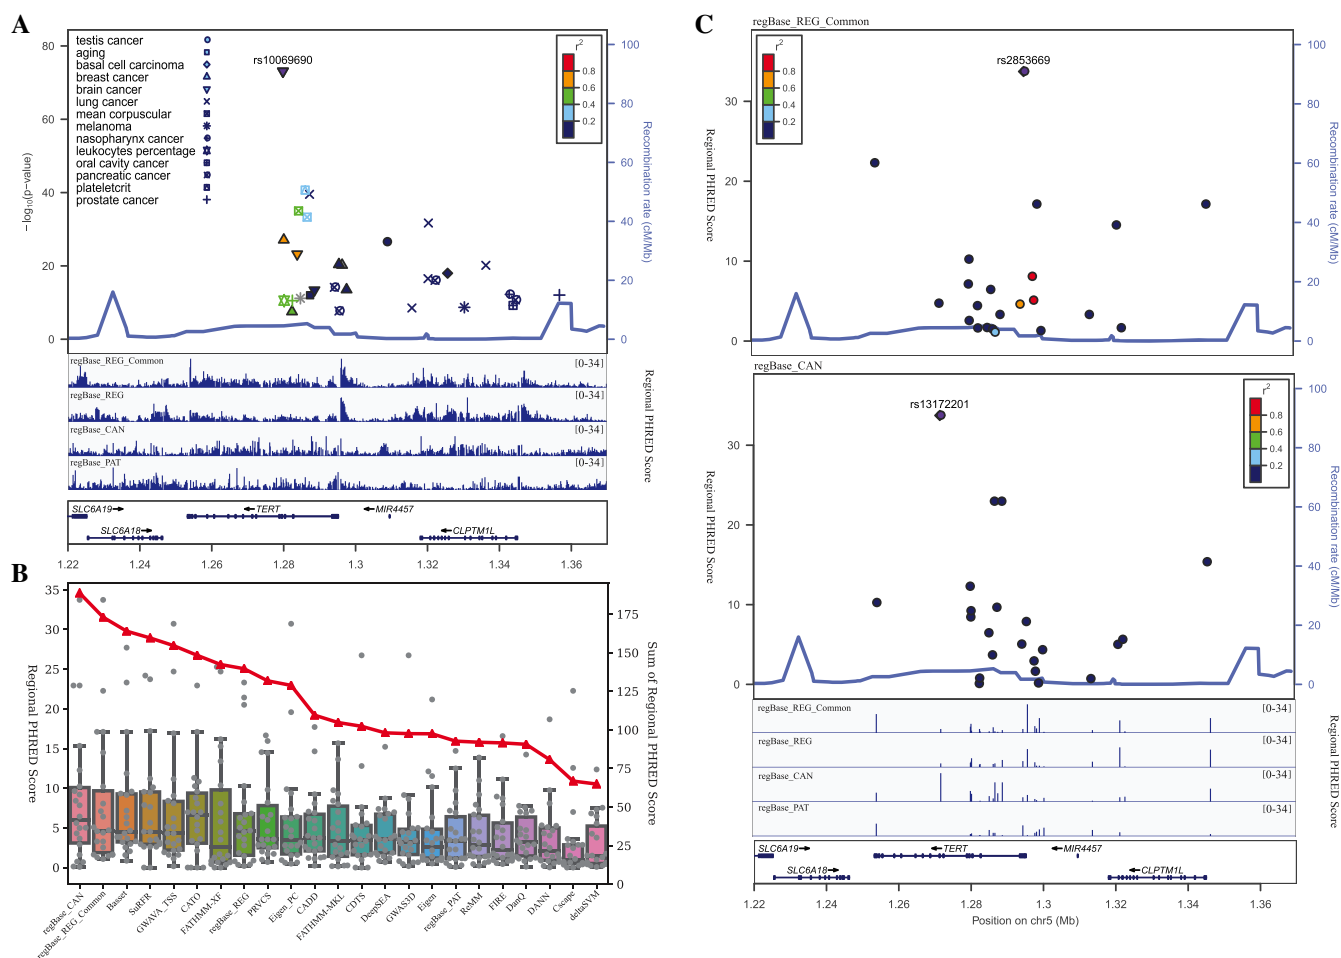 A
80
60
40
20
0
−log10(p−value)
testis cancer
aging
basal cell carcinoma
breast cancer
brain cancer
lung cancer
mean corpuscular
melanoma
nasopharynx cancer
leukocytes percentage
oral cavity cancer
pancreatic cancer
plateletcrit
prostate cancer
rs10069690
r2
0.8
0.6
0.4
0.2
100
80
60
40
20
0
Recombination rate (cM/Mb)
regBase_REG_Common
[0-34]
regBase_REG
[0-34]
regBase_CAN
[0-34]
regBase_PAT
[0-34]
Regional PHRED Score
SLC6A19
TERT
MIR4457
SLC6A18
CLPTM1L
1.22
1.24
1.26
1.28
1.3
1.32
1.34
1.36
B
35
30
25
20
15
10
5
0
Regional PHRED Score
175
150
125
100
75
50
25
0
Sum of Regional PHRED Score
regBase_CAN
regBase_REG_Common
Basset
SuRFR
GWAVA_TSS
CATO
FATHMM-XF
regBase_REG
PRVCS
Eigen_PC
CADD
FATHMM-MKL
CDTS
DeepSEA
GWAS3D
Eigen
regBase_PAT
ReMM
FIRE
DanQ
DANN
Cscape
deltaSVM
C
regBase_REG_Common
30
20
10
0
Regional PHRED Score
r2
0.8
0.6
0.4
0.2
rs2853669
100
80
60
40
20
0
Recombination rate (cM/Mb)
regBase_CAN
30
20
10
0
Regional PHRED Score
rs13172201
r2
0.8
0.6
0.4
0.2
100
80
60
40
20
0
Recombination rate (cM/Mb)
regBase_REG_Common
[0-34]
regBase_REG
[0-34]
regBase_CAN
[0-34]
regBase_PAT
[0-34]
Regional PHRED Score
SLC6A19
TERT
MIR4457
SLC6A18
CLPTM1L
1.22
1.24
1.26
1.28
1.3
1.32
1.34
1.36
Position on chr5 (Mb)